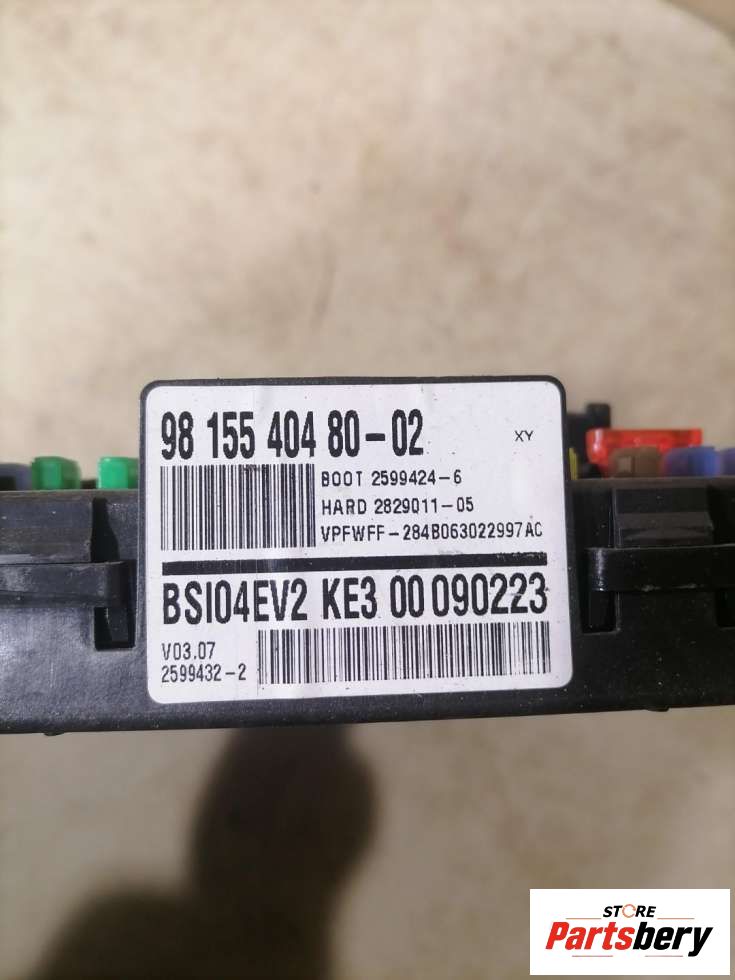 98 155 404 80-02
XY
BOOT 2599424-6
HARD 2829011-05
VPFWFF-284B063022997AC
BSI04EV2 KE3 00 090223
V03.07
2599432-2
STORE
Partsbery